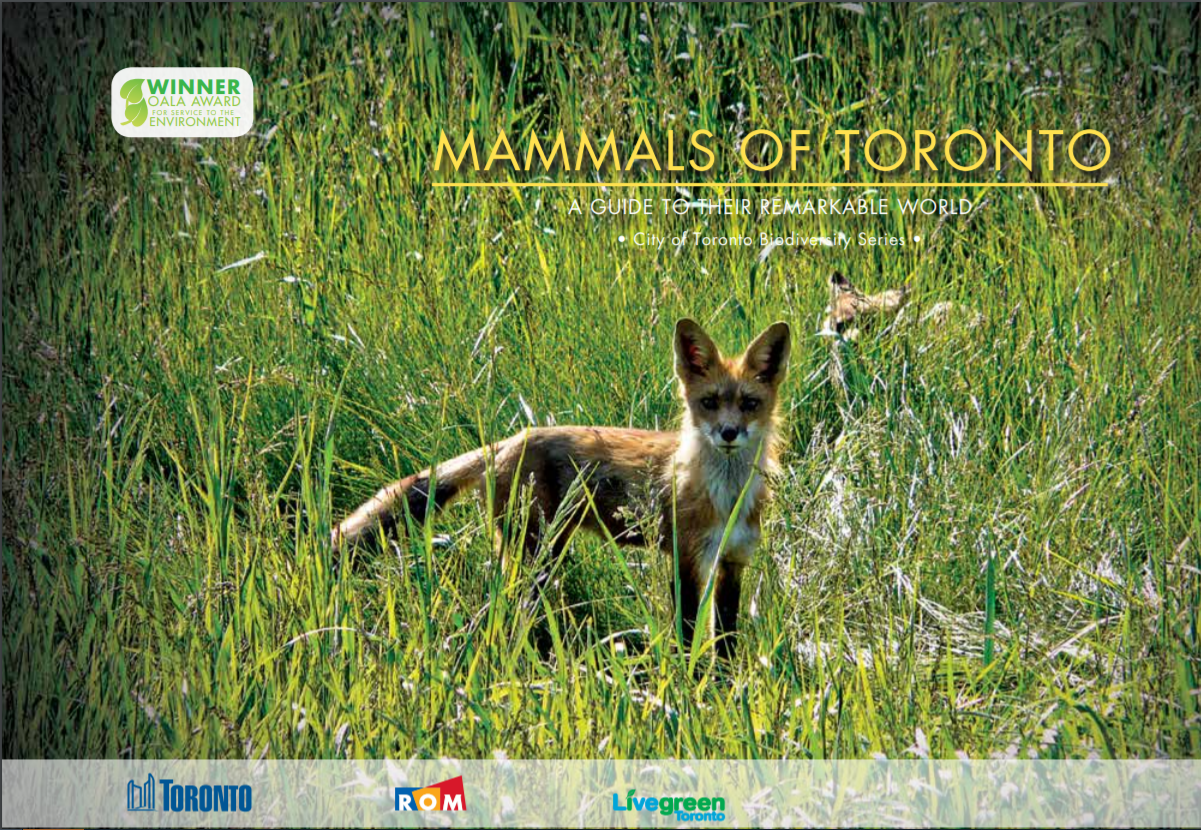 WINNER
OALA AWARD
FOR SERVICE TO THE
ENVIRONMENT
MAMMALS OF TORONTO
A GUIDE TO THEIR REMARKABLE WORLD
• City of Toronto Biodiversity Series •
TORONTO
ROM
Livegreen
Toronto